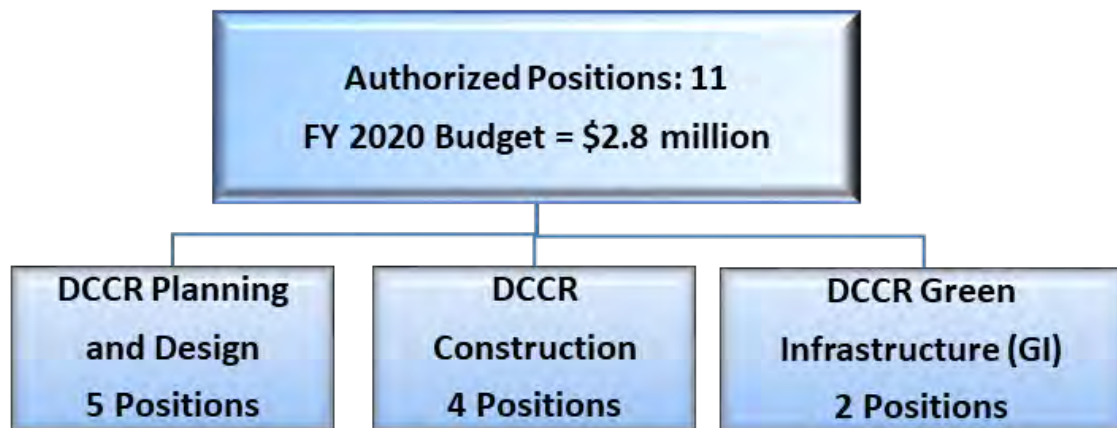 Authorized Positions: 11
FY 2020 Budget = $2.8 million
DCCR Planning
and Design
5 Positions
DCCR
Construction
4 Positions
DCCR Green
Infrastructure (GI)
2 Positions